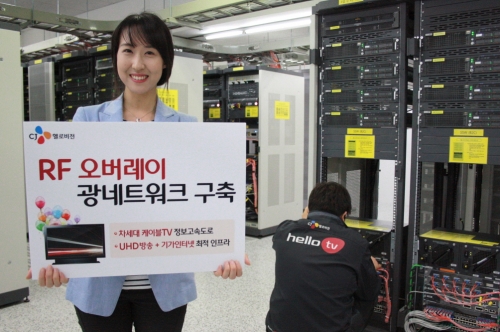 CJ 헬로비전
RF 오버레이
광네트워크 구축
• 차세대 케이블TV 정보고속도로
• UHD방송 + 기가인터넷 최적 인프라
hello tv